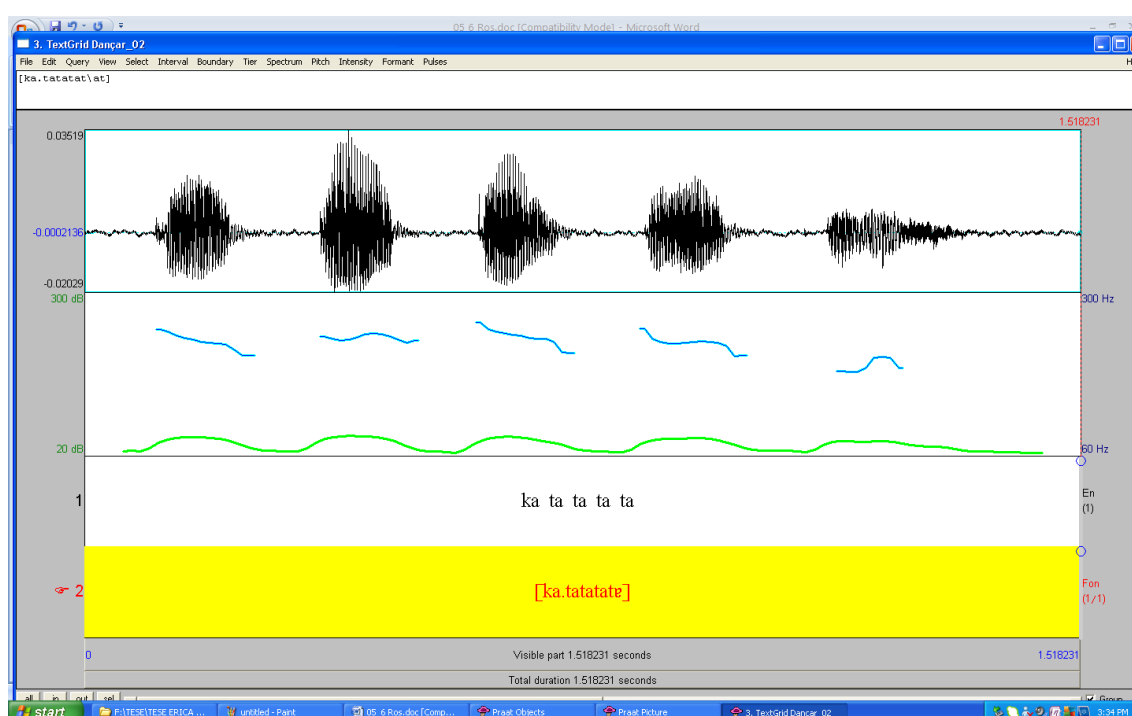 05 6 Ros.doc [Compatibility Mode] - Microsoft Word
3. TextGrid Dançar_02
File Edit Query View Select Interval Boundary Tier Spectrum Pitch Intensity Formant Pulses H
[ka.tatatat\at]
1.518231
0.03519
-0.0002136
-0.02029
300 dB 300 Hz
20 dB 60 Hz
1 ka ta ta ta ta En
(1)
2 [ka.tatatatɐ] Fon
(1/1)
0 Visible part 1.518231 seconds 1.518231
Total duration 1.518231 seconds
all in out sel Group
start F:\TESE\TESE ERICA ... untitled - Paint 05 6 Ros.doc [Comp... Praat Objects Praat Picture 3. TextGrid Dançar_02 3:34 PM